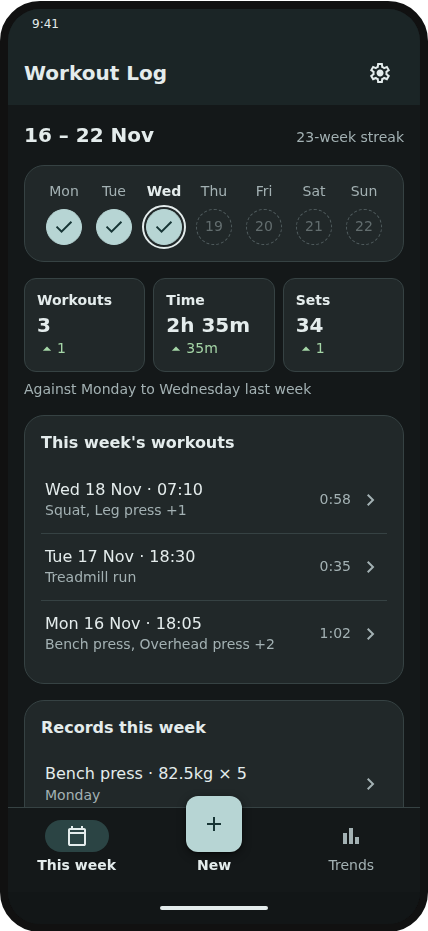 9:41
Workout Log
16 – 22 Nov
23-week streak
Mon Tue Wed Thu Fri Sat Sun
19 20 21 22
Workouts
3
1
Time
2h 35m
35m
Sets
34
1
Against Monday to Wednesday last week
This week's workouts
Wed 18 Nov · 07:10
Squat, Leg press +1
0:58
Tue 17 Nov · 18:30
Treadmill run
0:35
Mon 16 Nov · 18:05
Bench press, Overhead press +2
1:02
Records this week
Bench press · 82.5kg × 5
Monday
This week
New
Trends